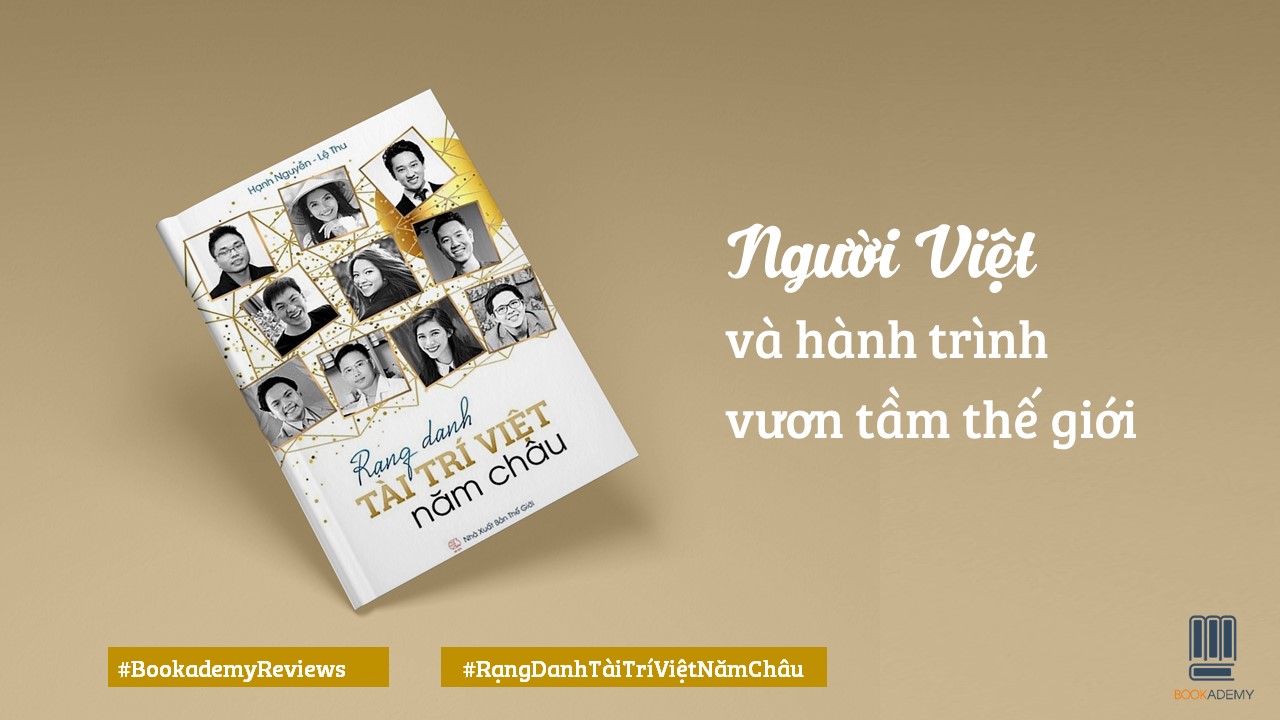 Hạnh Nguyễn - Lệ Thu
Rạng danh
TÀI TRÍ VIỆT
năm châu
Nhà Xuất Bản Thế Giới
Người Việt
và hành trình
vươn tầm thế giới
#BookademyReviews
#RạngDanhTàiTríViệtNămChâu
BOOKADEMY